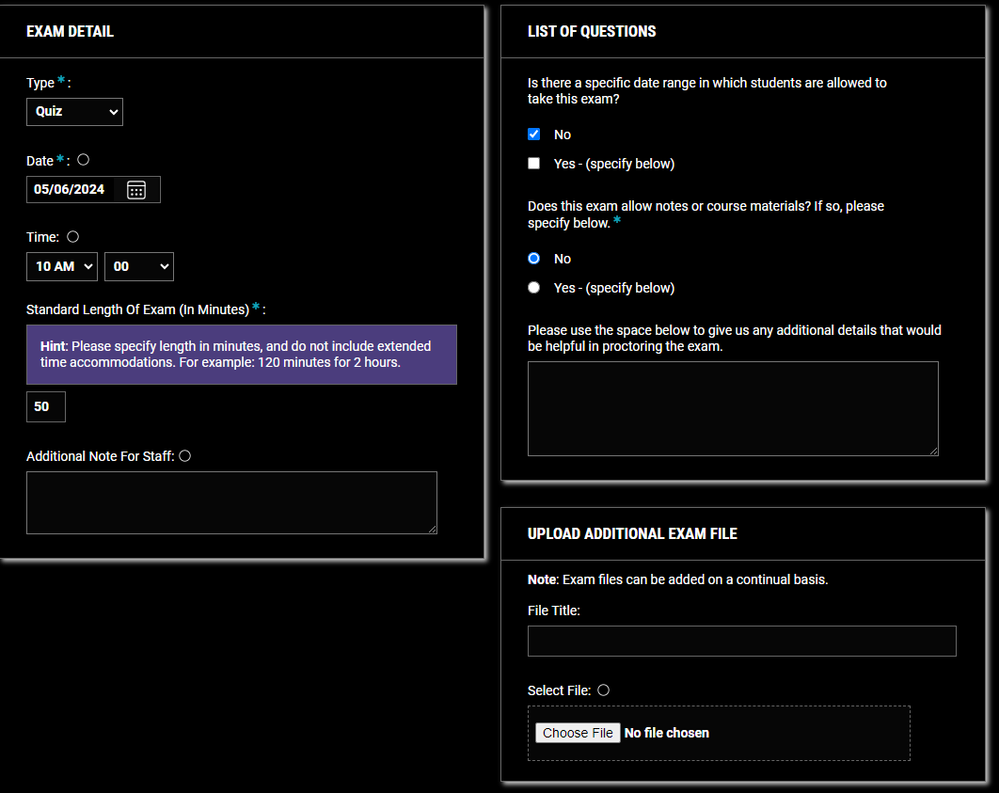 EXAM DETAIL
Type * :
Quiz
Date * :
05/06/2024
Time:
10 AM 00
Standard Length Of Exam (In Minutes) * :
Hint: Please specify length in minutes, and do not include extended
time accommodations. For example: 120 minutes for 2 hours.
50
Additional Note For Staff:
LIST OF QUESTIONS
Is there a specific date range in which students are allowed to
take this exam?
No
Yes - (specify below)
Does this exam allow notes or course materials? If so, please
specify below. *
No
Yes - (specify below)
Please use the space below to give us any additional details that would
be helpful in proctoring the exam.
UPLOAD ADDITIONAL EXAM FILE
Note: Exam files can be added on a continual basis.
File Title:
Select File:
Choose File No file chosen